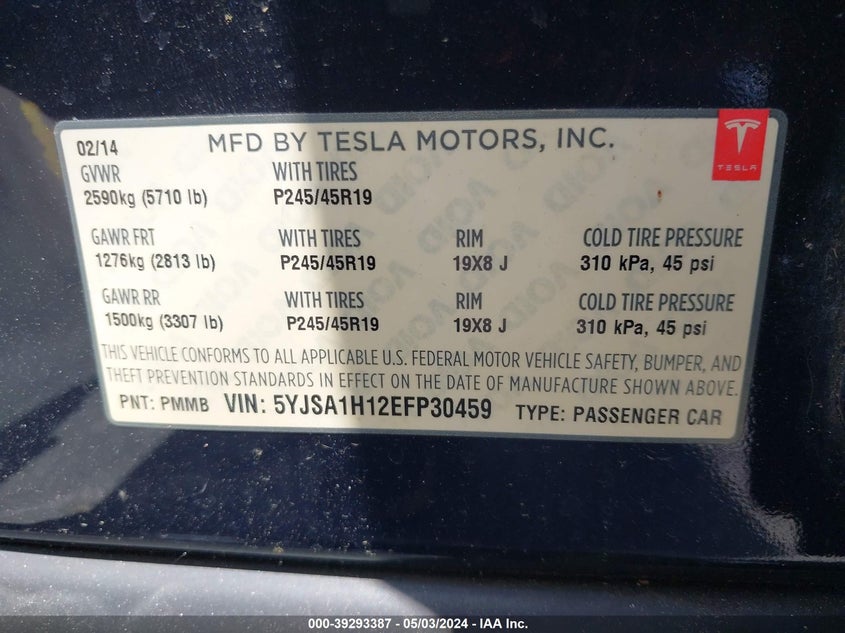 02/14 MFD BY TESLA MOTORS, INC.
TESLA
GVWR WITH TIRES
2590kg (5710 lb) P245/45R19
GAWR FRT WITH TIRES RIM COLD TIRE PRESSURE
1276kg (2813 lb) P245/45R19 19X8 J 310 kPa, 45 psi
GAWR RR WITH TIRES RIM COLD TIRE PRESSURE
1500kg (3307 lb) P245/45R19 19X8 J 310 kPa, 45 psi
THIS VEHICLE CONFORMS TO ALL APPLICABLE U.S. FEDERAL MOTOR VEHICLE SAFETY, BUMPER, AND
THEFT PREVENTION STANDARDS IN EFFECT ON THE DATE OF MANUFACTURE SHOWN ABOVE.
PNT: PMMB VIN: 5YJSA1H12EFP30459 TYPE: PASSENGER CAR
000-39293387 - 05/03/2024 - IAA Inc.